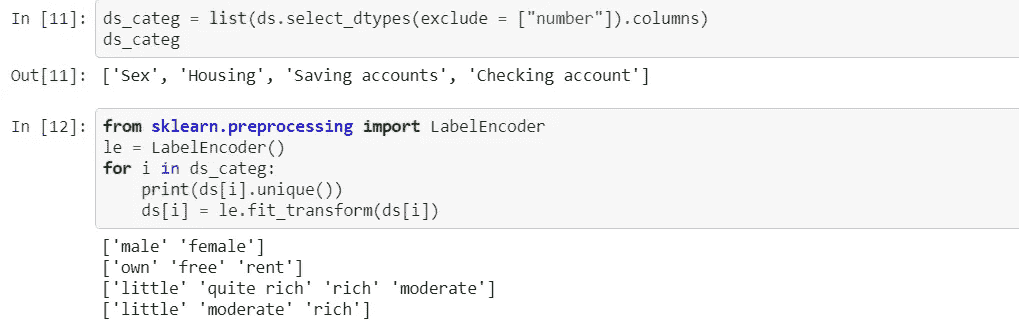 In [11]: ds_categ = list(ds.select_dtypes(exclude = ["number"]).columns)
ds_categ
Out[11]: ['Sex', 'Housing', 'Saving accounts', 'Checking account']
In [12]: from sklearn.preprocessing import LabelEncoder
le = LabelEncoder()
for i in ds_categ:
    print(ds[i].unique())
    ds[i] = le.fit_transform(ds[i])
['male' 'female']
['own' 'free' 'rent']
['little' 'quite rich' 'rich' 'moderate']
['little' 'moderate' 'rich']